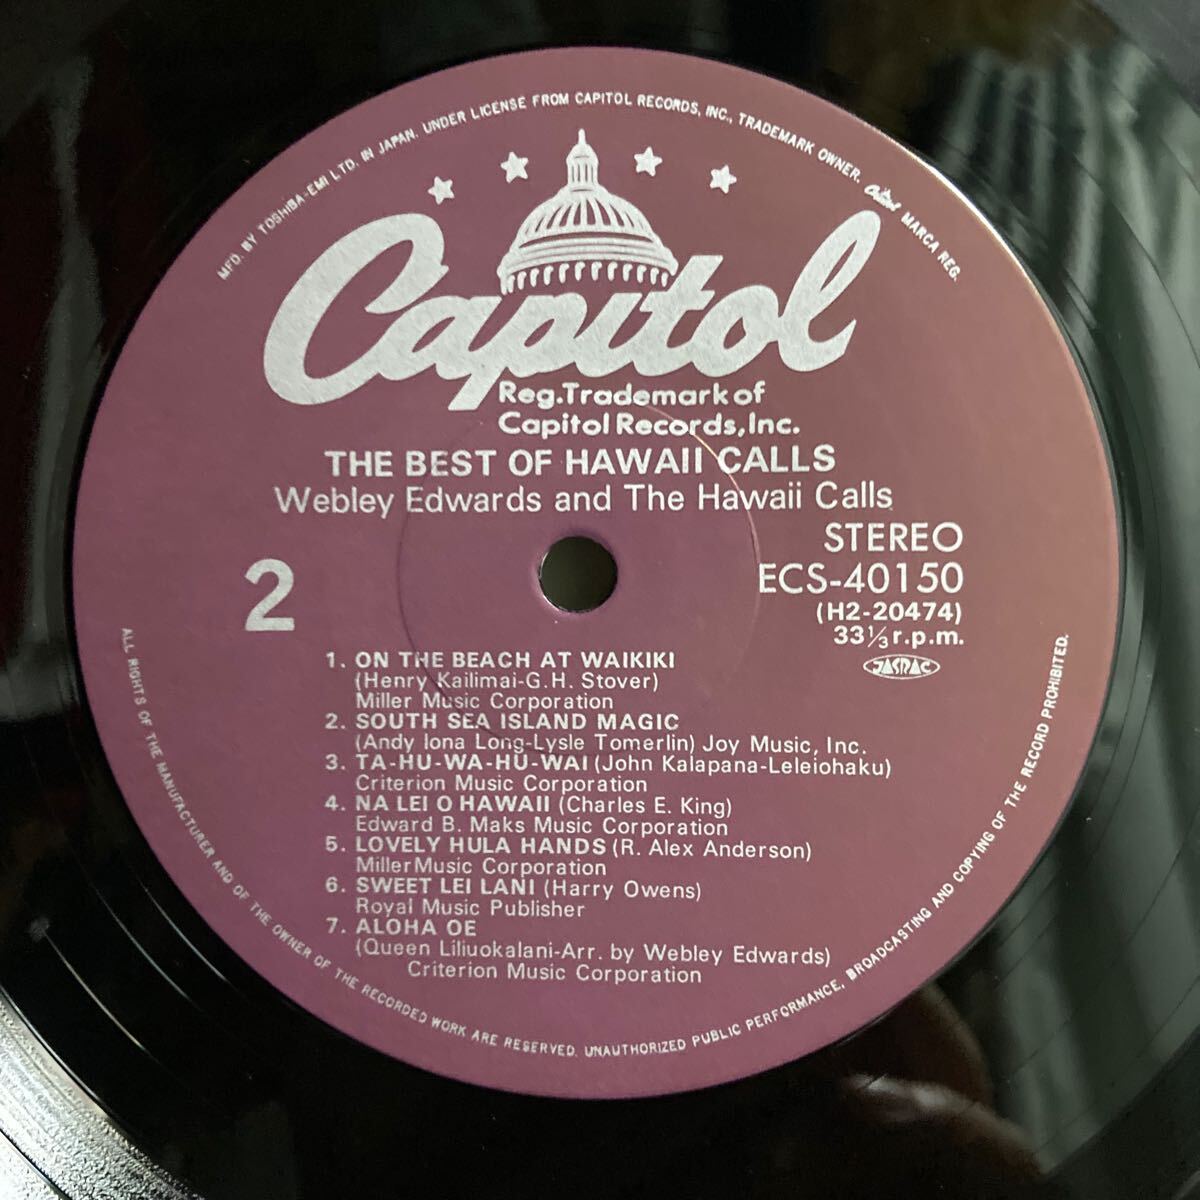 MFD. BY TOSHIBA-EMI LTD. IN JAPAN. UNDER LICENSE FROM CAPITOL RECORDS, INC., TRADEMARK OWNER. Capitol MARCA REG.
Capitol
Reg.Trademark of
Capitol Records,Inc.
THE BEST OF HAWAII CALLS
Webley Edwards and The Hawaii Calls
STEREO
ECS-40150
(H2-20474)
33⅓ r.p.m.
JASRAC
2
1. ON THE BEACH AT WAIKIKI
(Henry Kailimai-G.H. Stover)
Miller Music Corporation
2. SOUTH SEA ISLAND MAGIC
(Andy Iona Long-Lysle Tomerlin) Joy Music, Inc.
3. TA-HU-WA-HU-WAI (John Kalapana-Leleiohaku)
Criterion Music Corporation
4. NA LEI O HAWAII (Charles E. King)
Edward B. Maks Music Corporation
5. LOVELY HULA HANDS (R. Alex Anderson)
Miller Music Corporation
6. SWEET LEI LANI (Harry Owens)
Royal Music Publisher
7. ALOHA OE
(Queen Liliuokalani-Arr. by Webley Edwards)
Criterion Music Corporation
ALL RIGHTS OF THE MANUFACTURER AND OF THE OWNER OF THE RECORDED WORK ARE RESERVED. UNAUTHORIZED PUBLIC PERFORMANCE, BROADCASTING AND COPYING OF THE RECORD PROHIBITED.